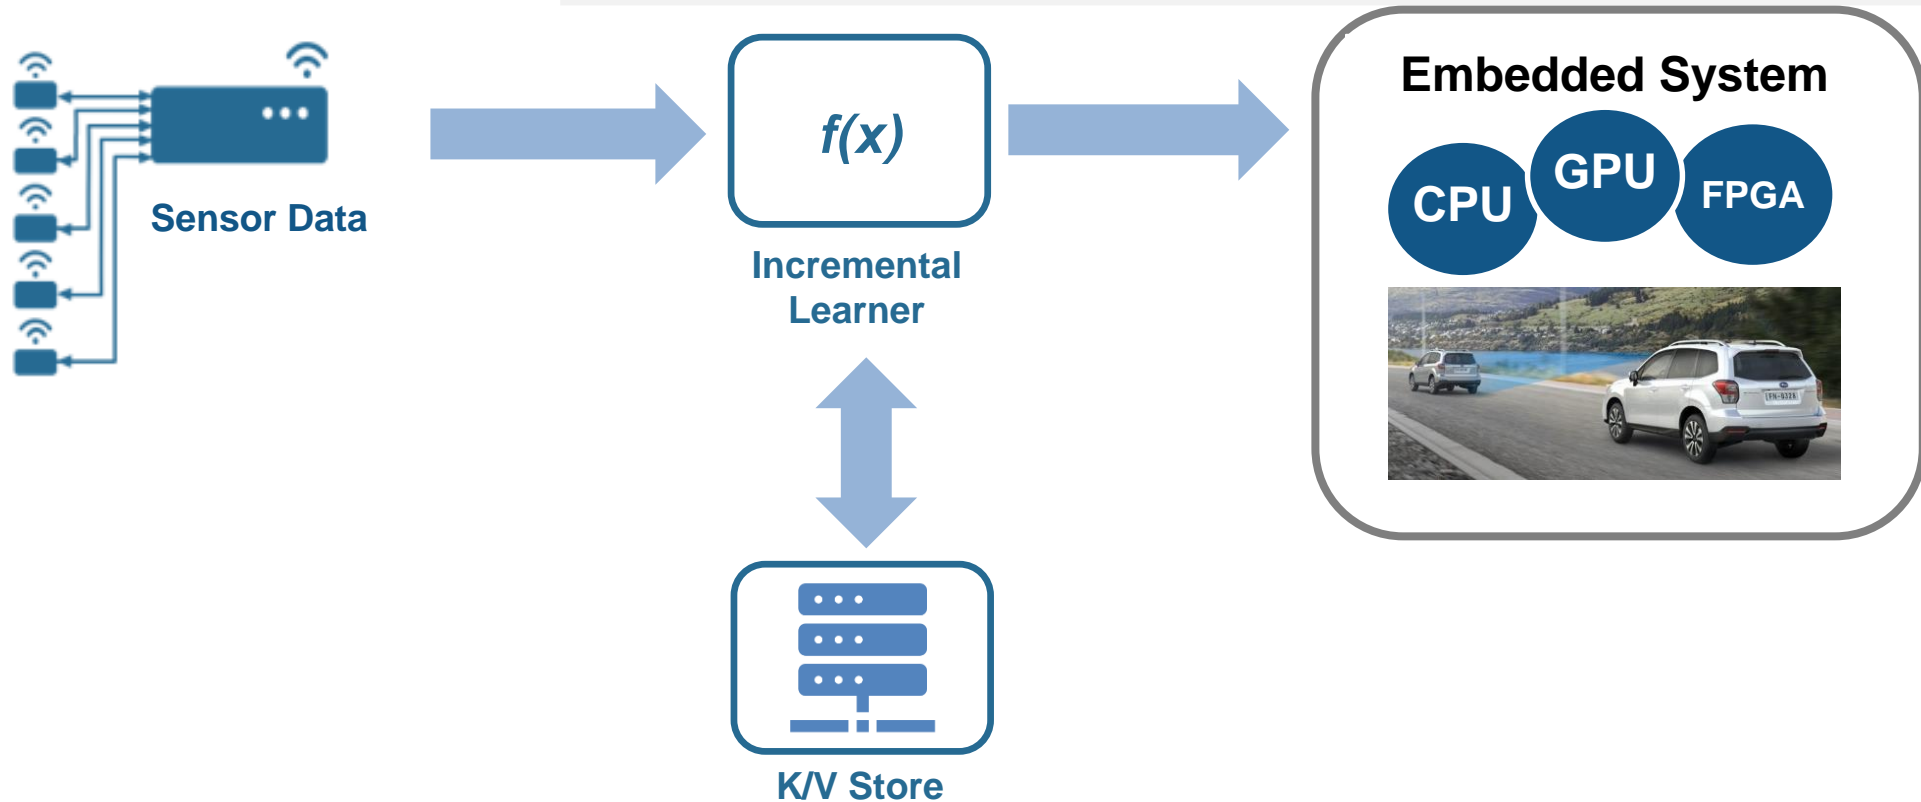 Sensor Data
f(x)
Incremental
Learner
K/V Store
Embedded System
CPU
GPU
FPGA